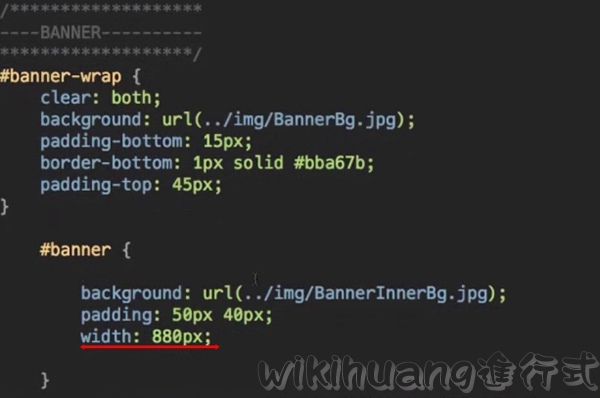 /*******************
----BANNER----------
*******************/
#banner-wrap {
clear: both;
background: url(../img/BannerBg.jpg);
padding-bottom: 15px;
border-bottom: 1px solid #bba67b;
padding-top: 45px;
}
#banner {
background: url(../img/BannerInnerBg.jpg);
padding: 50px 40px;
width: 880px;
}
wikihuang進行式